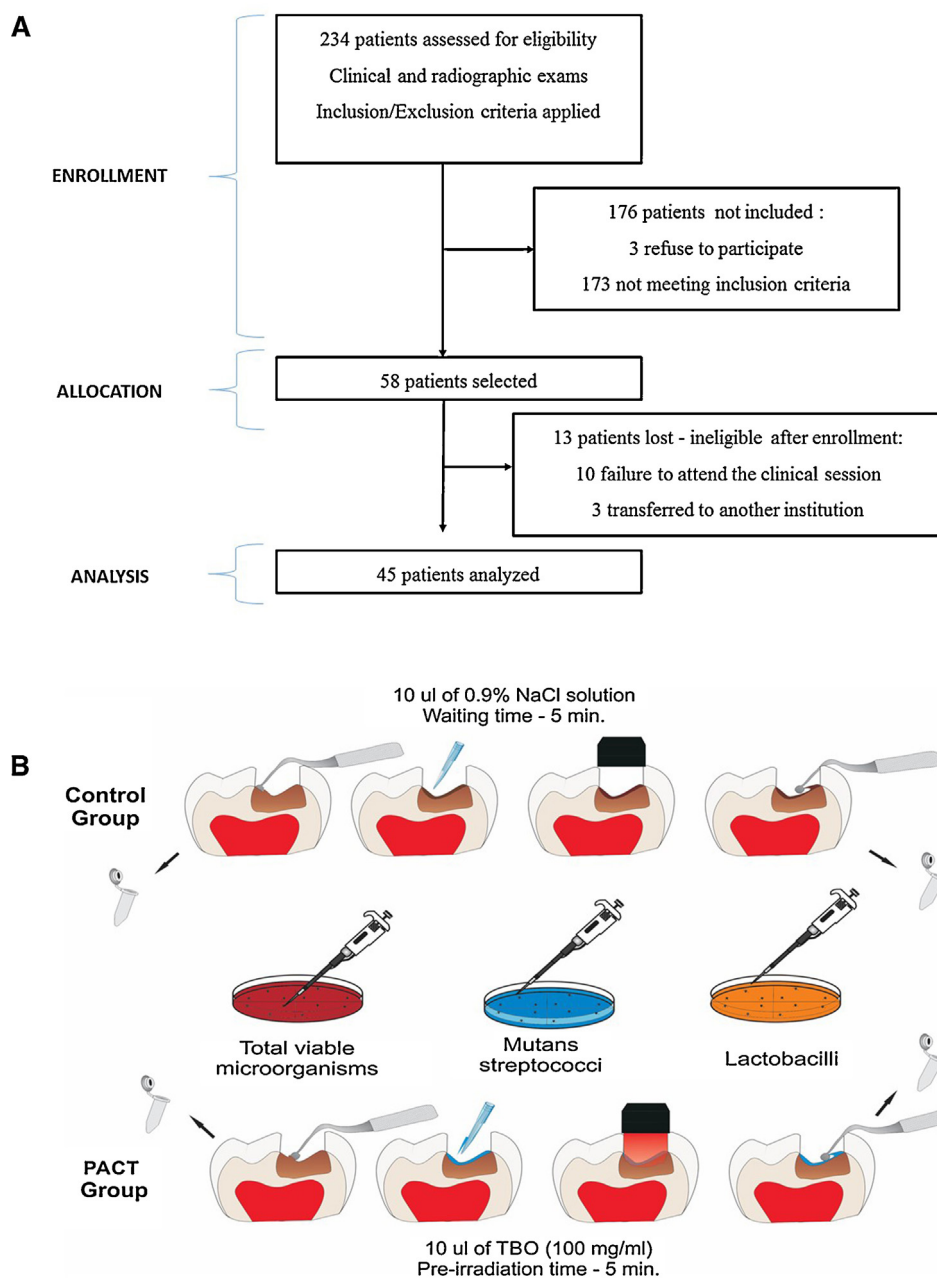 A
234 patients assessed for eligibility
Clinical and radiographic exams
Inclusion/Exclusion criteria applied
ENROLLMENT
176 patients not included :
3 refuse to participate
173 not meeting inclusion criteria
58 patients selected
ALLOCATION
13 patients lost - ineligible after enrollment:
10 failure to attend the clinical session
3 transferred to another institution
45 patients analyzed
ANALYSIS
10 ul of 0.9% NaCl solution
Waiting time - 5 min.
B
Control
Group
Total viable
microorganisms
Mutans
streptococci
Lactobacilli
PACT
Group
10 ul of TBO (100 mg/ml)
Pre-irradiation time - 5 min.